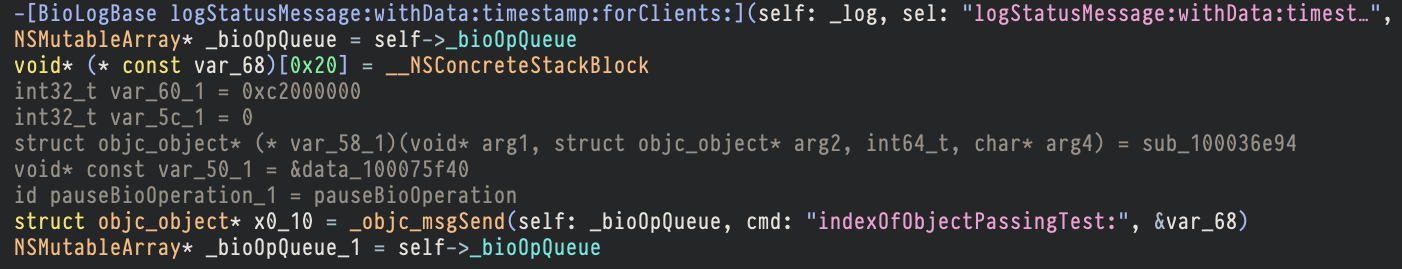 -[BioLogBase logStatusMessage:withData:timestamp:forClients:](self: _log, sel: "logStatusMessage:withData:timest…",
NSMutableArray* _bioOpQueue = self->_bioOpQueue
void* (* const var_68)[0x20] = __NSConcreteStackBlock
int32_t var_60_1 = 0xc2000000
int32_t var_5c_1 = 0
struct objc_object* (* var_58_1)(void* arg1, struct objc_object* arg2, int64_t, char* arg4) = sub_100036e94
void* const var_50_1 = &data_100075f40
id pauseBioOperation_1 = pauseBioOperation
struct objc_object* x0_10 = _objc_msgSend(self: _bioOpQueue, cmd: "indexOfObjectPassingTest:", &var_68)
NSMutableArray* _bioOpQueue_1 = self->_bioOpQueue